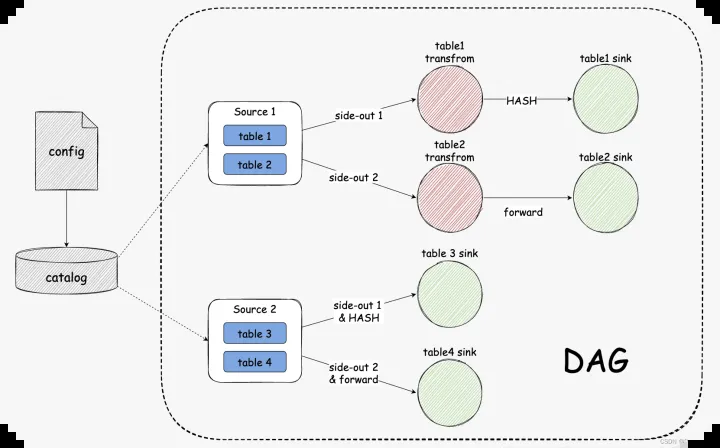 table1
transfrom
table1 sink
Source 1
table 1
table 2
side-out 1
HASH
config
table2
transfrom
table2 sink
side-out 2
forward
catalog
table 3 sink
Source 2
table 3
table 4
side-out 1
& HASH
table4 sink
side-out 2
& forward
DAG